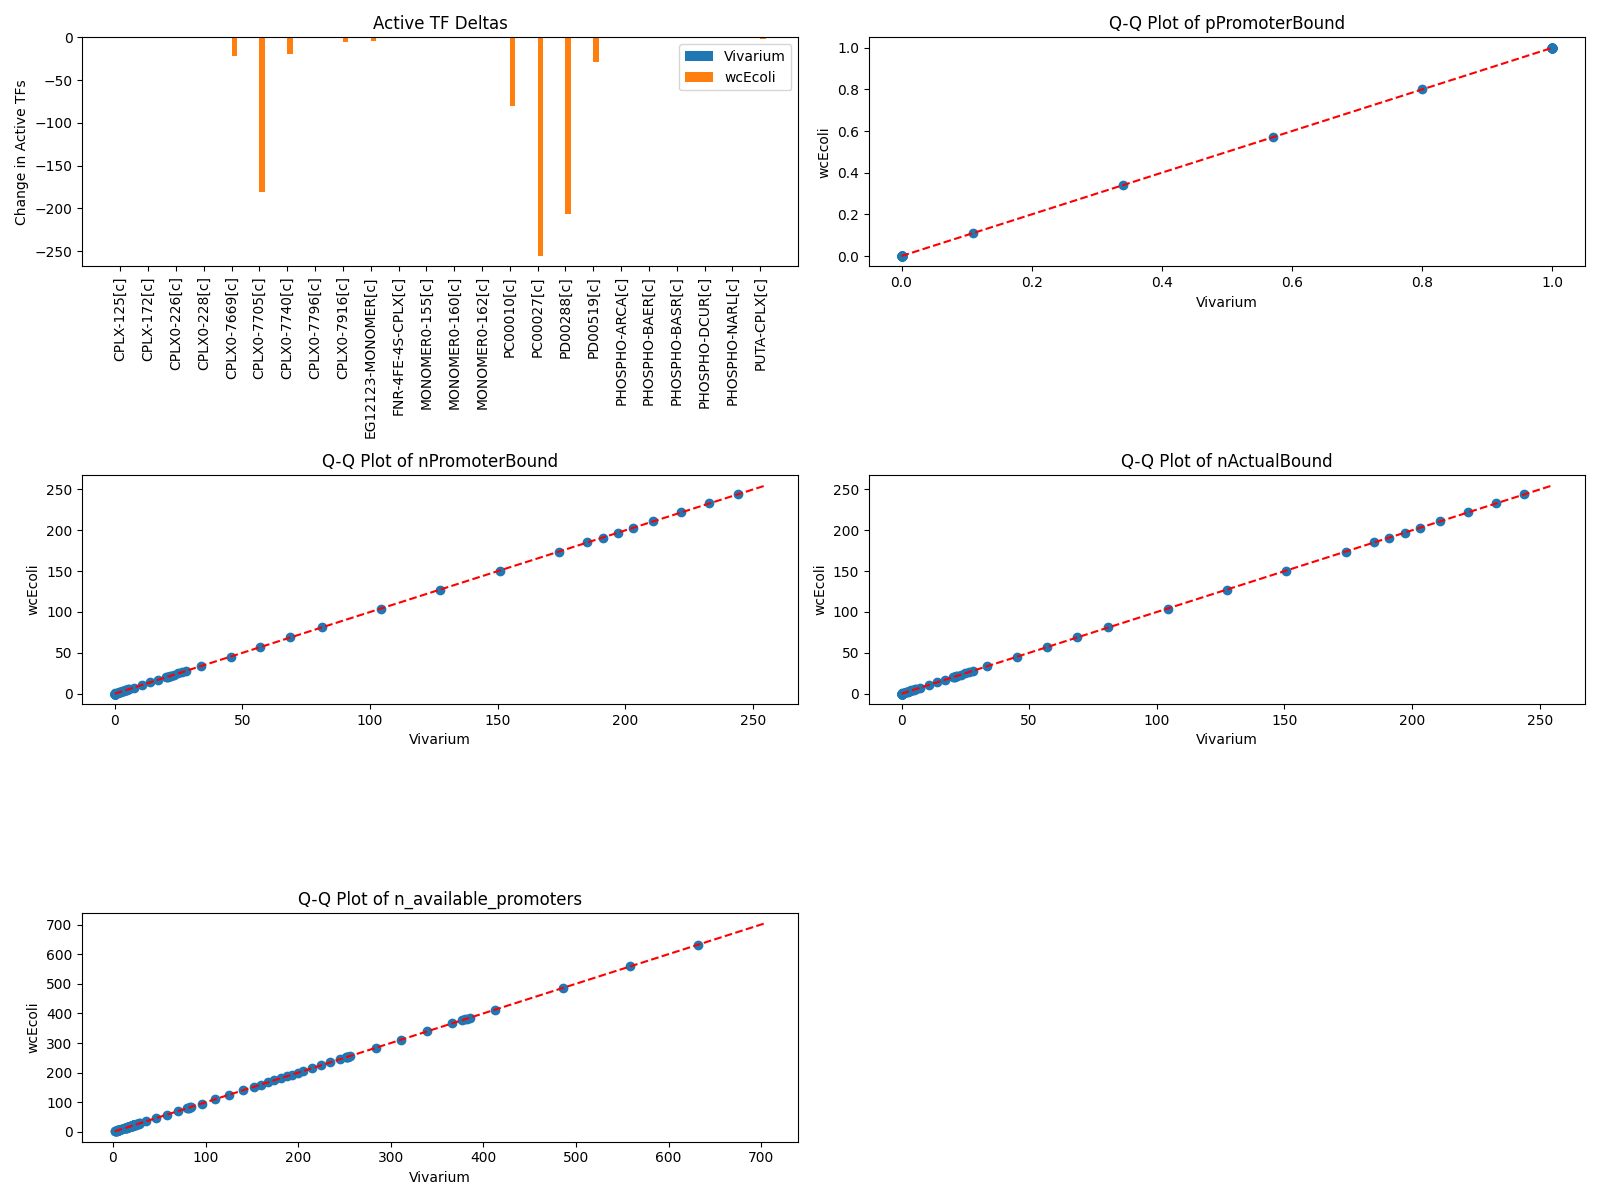 Active TF Deltas
Change in Active TFs
0
−50
−100
−150
−200
−250
Vivarium
wcEcoli
CPLX-125[c]
CPLX-172[c]
CPLX0-226[c]
CPLX0-228[c]
CPLX0-7669[c]
CPLX0-7705[c]
CPLX0-7740[c]
CPLX0-7796[c]
CPLX0-7916[c]
EG12123-MONOMER[c]
FNR-4FE-4S-CPLX[c]
MONOMER0-155[c]
MONOMER0-160[c]
MONOMER0-162[c]
PC00010[c]
PC00027[c]
PD00288[c]
PD00519[c]
PHOSPHO-ARCA[c]
PHOSPHO-BAER[c]
PHOSPHO-BASR[c]
PHOSPHO-DCUR[c]
PHOSPHO-NARL[c]
PUTA-CPLX[c]
Q-Q Plot of pPromoterBound
wcEcoli
1.0
0.8
0.6
0.4
0.2
0.0
0.0 0.2 0.4 0.6 0.8 1.0
Vivarium
Q-Q Plot of nPromoterBound
wcEcoli
250
200
150
100
50
0
0 50 100 150 200 250
Vivarium
Q-Q Plot of nActualBound
wcEcoli
250
200
150
100
50
0
0 50 100 150 200 250
Vivarium
Q-Q Plot of n_available_promoters
wcEcoli
700
600
500
400
300
200
100
0
0 100 200 300 400 500 600 700
Vivarium